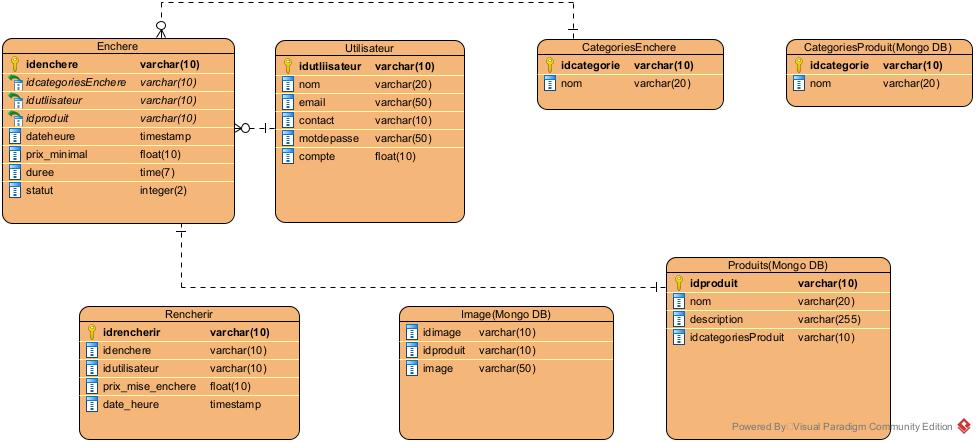 Enchere
idenchere varchar(10)
idcategoriesEnchere varchar(10)
idutliisateur varchar(10)
idproduit varchar(10)
dateheure timestamp
prix_minimal float(10)
duree time(7)
statut integer(2)
Utilisateur
idutliisateur varchar(10)
nom varchar(20)
email varchar(50)
contact varchar(10)
motdepasse varchar(50)
compte float(10)
CategoriesEnchere
idcategorie varchar(10)
nom varchar(20)
CategoriesProduit(Mongo DB)
idcategorie varchar(10)
nom varchar(20)
Rencherir
idrencherir varchar(10)
idenchere varchar(10)
idutilisateur varchar(10)
prix_mise_enchere float(10)
date_heure timestamp
Image(Mongo DB)
idimage varchar(10)
idproduit varchar(10)
image varchar(50)
Produits(Mongo DB)
idproduit varchar(10)
nom varchar(20)
description varchar(255)
idcategoriesProduit varchar(10)
Powered By Visual Paradigm Community Edition